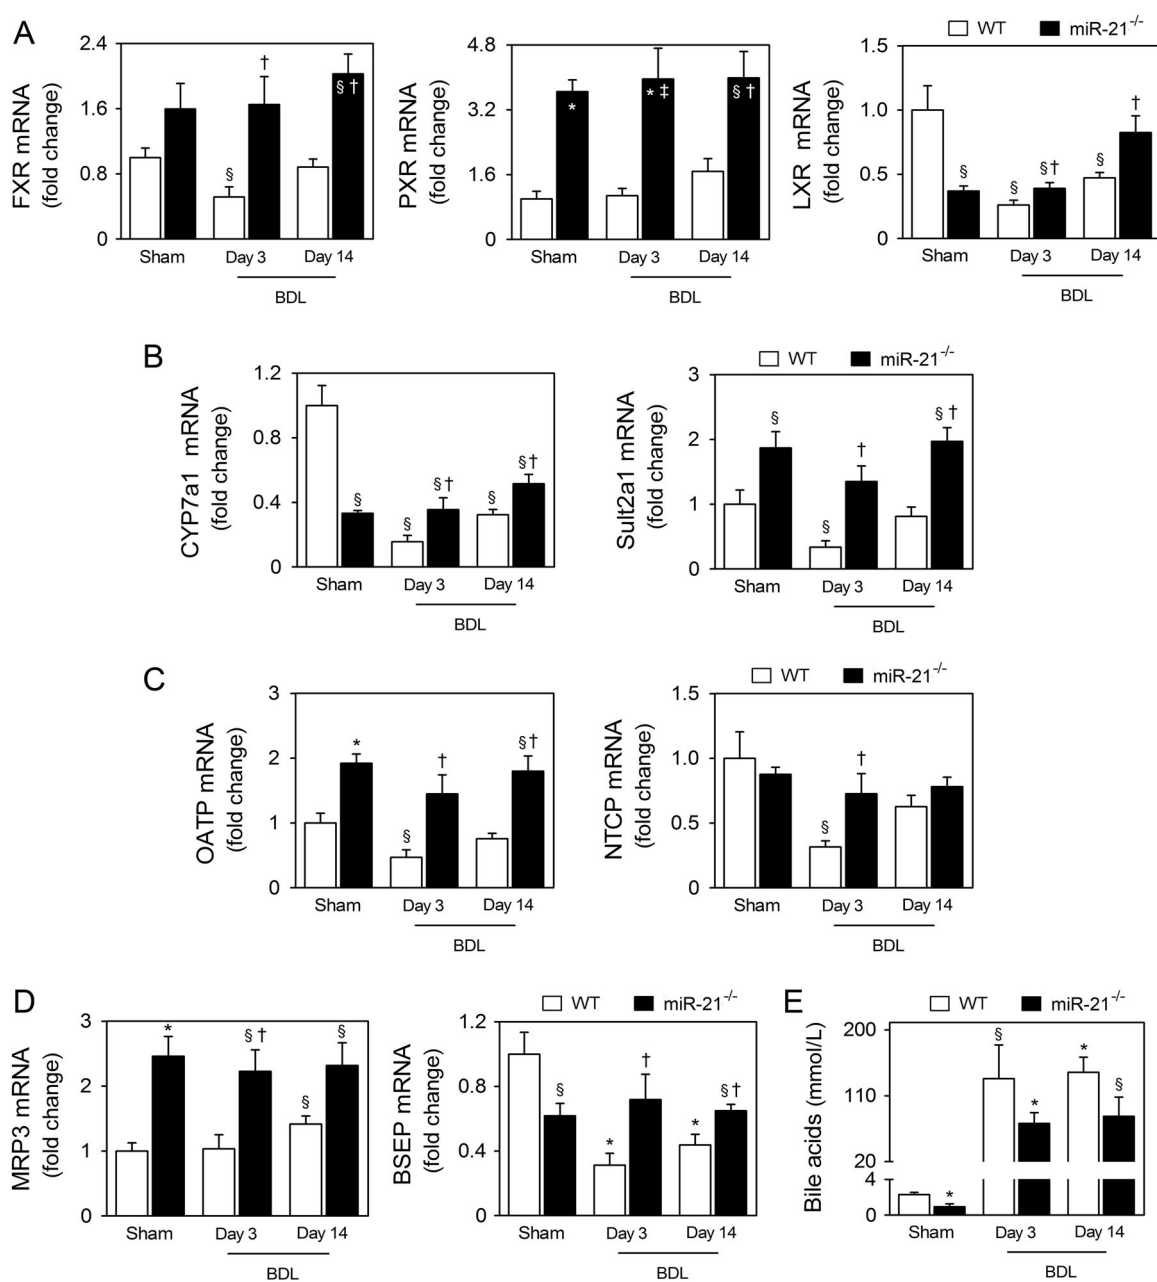 A
WT
miR-21-/-
FXR mRNA
(fold change)
2.4
1.6
0.8
0
†
§ †
§
Sham
Day 3
Day 14
BDL
PXR mRNA
(fold change)
4.8
3.2
1.6
0
*
* ‡
§ †
Sham
Day 3
Day 14
BDL
LXR mRNA
(fold change)
1.5
1.0
0.5
0
§
§
§†
§
†
Sham
Day 3
Day 14
BDL
B
WT
miR-21-/-
CYP7a1 mRNA
(fold change)
1.2
0.8
0.4
0
§
§
§†
§
§†
Sham
Day 3
Day 14
BDL
Sult2a1 mRNA
(fold change)
3
2
1
0
§
§
†
§ †
Sham
Day 3
Day 14
BDL
C
WT
miR-21-/-
OATP mRNA
(fold change)
3
2
1
0
*
§
†
§†
Sham
Day 3
Day 14
BDL
NTCP mRNA
(fold change)
1.5
1.0
0.5
0
§
†
Sham
Day 3
Day 14
BDL
D
WT
miR-21-/-
MRP3 mRNA
(fold change)
3
2
1
0
*
§ †
§
§
Sham
Day 3
Day 14
BDL
BSEP mRNA
(fold change)
1.2
0.8
0.4
0
§
*
†
*
§†
Sham
Day 3
Day 14
BDL
E
WT
miR-21-/-
Bile acids (mmol/L)
200
110
20
4
0
*
§
*
*
§
Sham
Day 3
Day 14
BDL